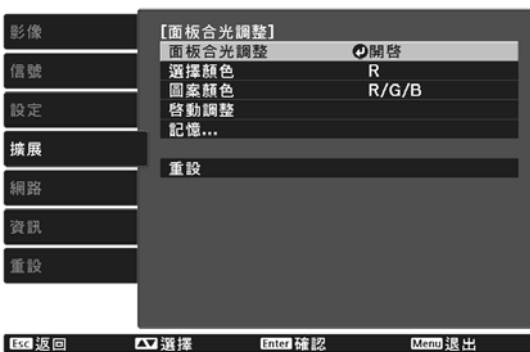 影像
信號
設定
擴展
網路
資訊
重設
[面板合光調整]
面板合光調整 開啓
選擇顏色 R
圖案顏色 R/G/B
啓動調整
記憶...
重設
Esc 返回 選擇 Enter 確認 Menu 退出